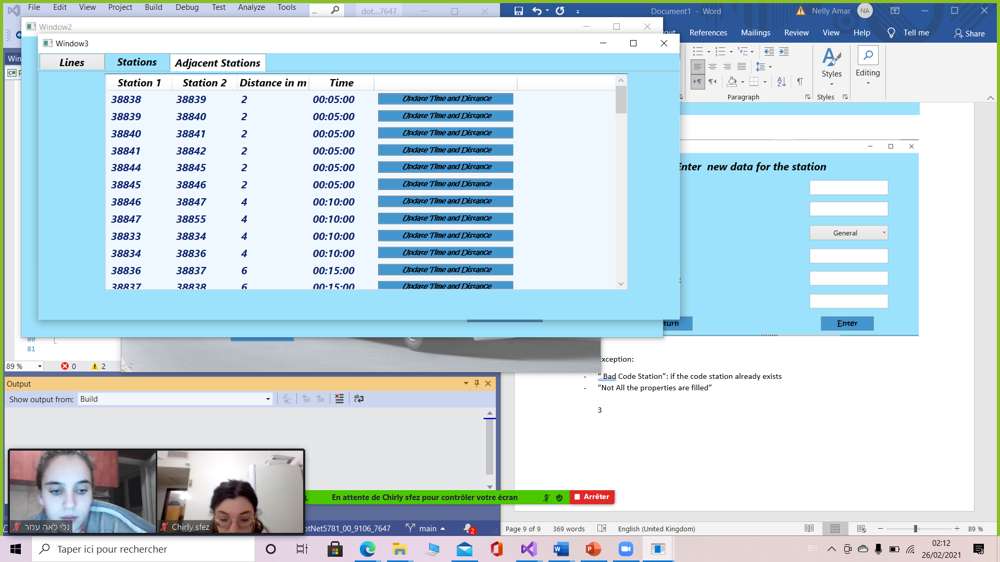 File Edit View Project Build Debug Test Analyze Tools ... dot...7647
Document1 - Word Nelly Amar NA
Window2
References Mailings Review View Help Tell me Share
Window3
Lines Stations Adjacent Stations
Station 1 Station 2 Distance in m Time
38838 38839 2 00:05:00 Update Time and Distance
38839 38840 2 00:05:00 Update Time and Distance
38840 38841 2 00:05:00 Update Time and Distance
38841 38842 2 00:05:00 Update Time and Distance
38844 38845 2 00:05:00 Update Time and Distance
38845 38846 2 00:05:00 Update Time and Distance
38846 38847 4 00:10:00 Update Time and Distance
38847 38855 4 00:10:00 Update Time and Distance
38833 38834 4 00:10:00 Update Time and Distance
38834 38836 4 00:10:00 Update Time and Distance
38836 38837 6 00:15:00 Update Time and Distance
38837 38838 6 00:15:00 Update Time and Distance
Styles Editing
Paragraph Styles
Enter new data for the station
General
Enter
80
81
89 % 0 2
Exception:
- “ Bad Code Station”: if the code station already exists
- “Not All the properties are filled”
3
Output
Show output from: Build
En attente de Chirly sfez pour contrôler votre écran Arrêter
נלי לאה עמר
Chirly sfez
otNet5781_00_9106_7647 main 2
Page 9 of 9 369 words English (United Kingdom) 89 %
Taper ici pour rechercher
EN 02:12
26/02/2021